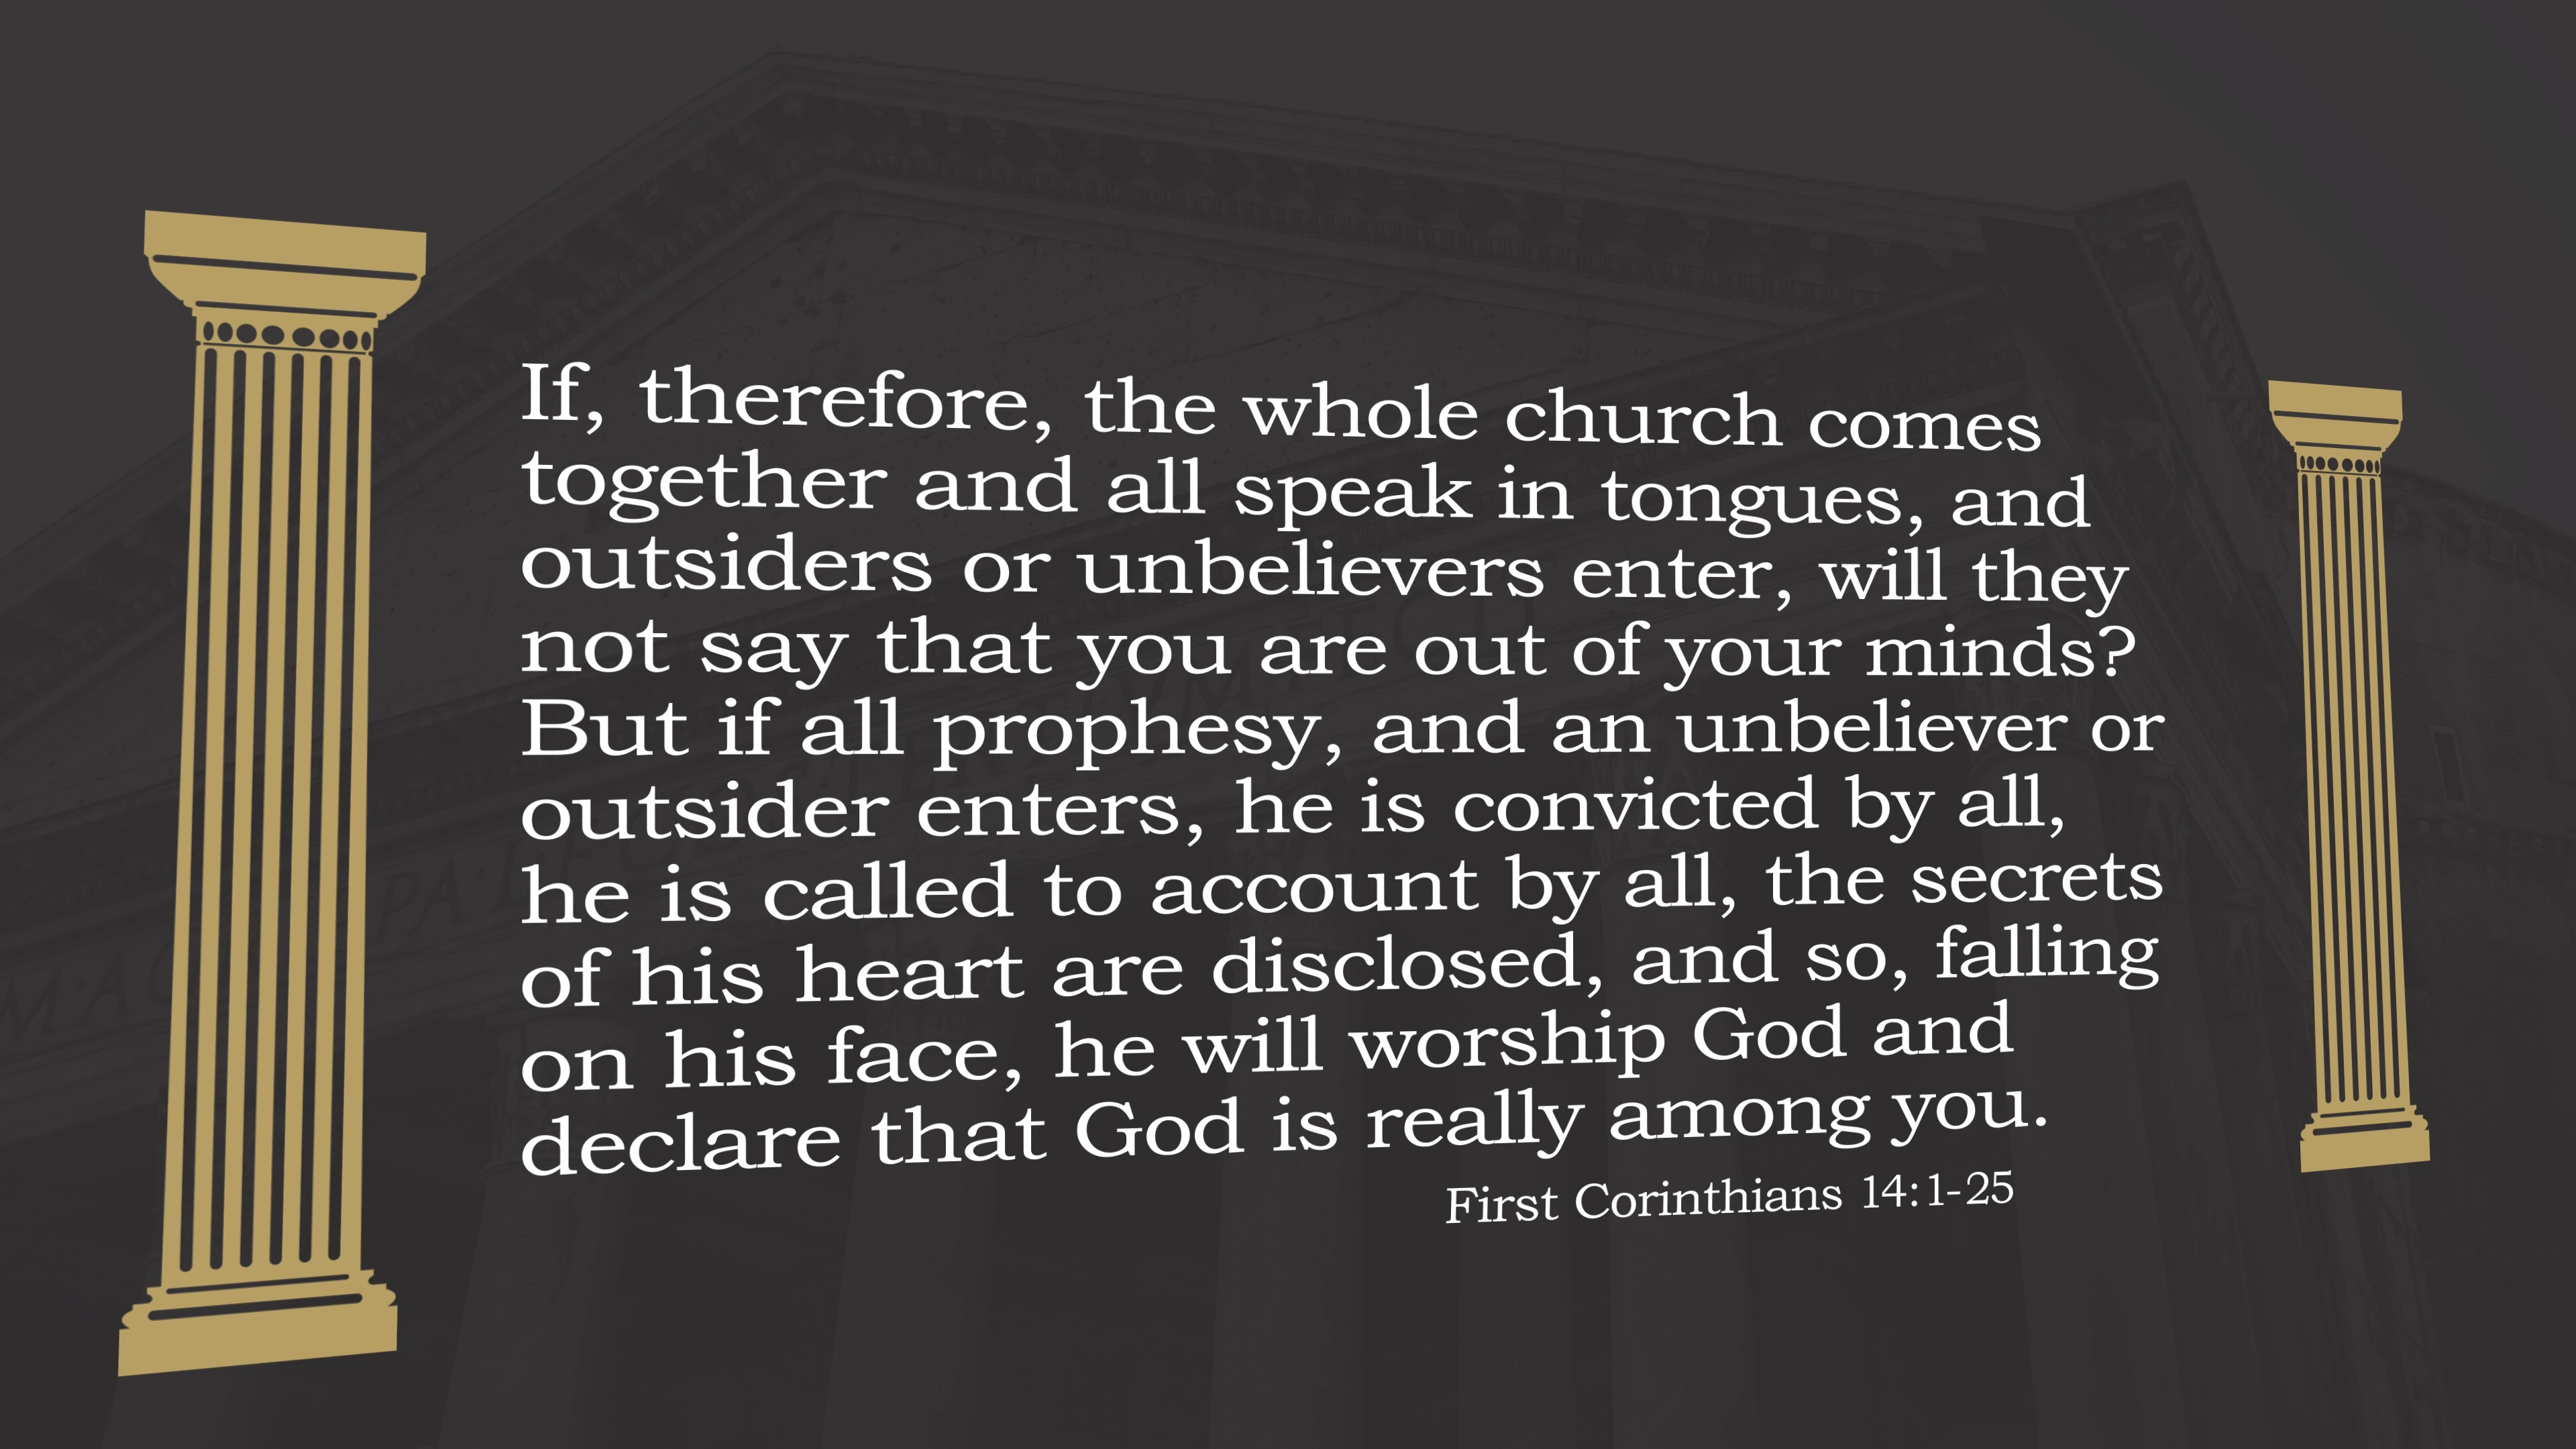 If, therefore, the whole church comes
together and all speak in tongues, and
outsiders or unbelievers enter, will they
not say that you are out of your minds?
But if all prophesy, and an unbeliever or
outsider enters, he is convicted by all,
he is called to account by all, the secrets
of his heart are disclosed, and so, falling
on his face, he will worship God and
declare that God is really among you.
First Corinthians 14:1-25